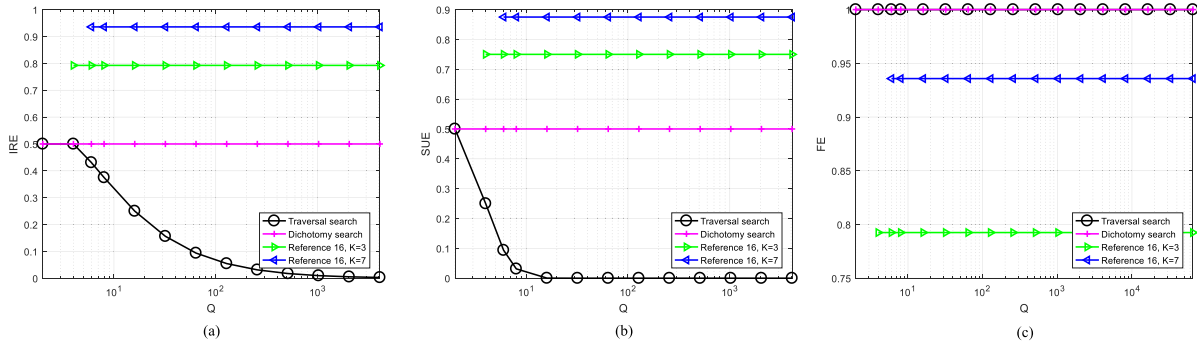 1
0.9
0.8
0.7
0.6
0.5
0.4
0.3
0.2
0.1
0
IRE
10^1
10^2
10^3
Q
Traversal search
Dichotomy search
Reference 16, K=3
Reference 16, K=7
(a)
0.9
0.8
0.7
0.6
0.5
0.4
0.3
0.2
0.1
0
SUE
10^1
10^2
10^3
Q
Traversal search
Dichotomy search
Reference 16, K=3
Reference 16, K=7
(b)
1
0.95
0.9
0.85
0.8
0.75
FE
10^1
10^2
10^3
10^4
Q
Traversal search
Dichotomy search
Reference 16, K=3
Reference 16, K=7
(c)